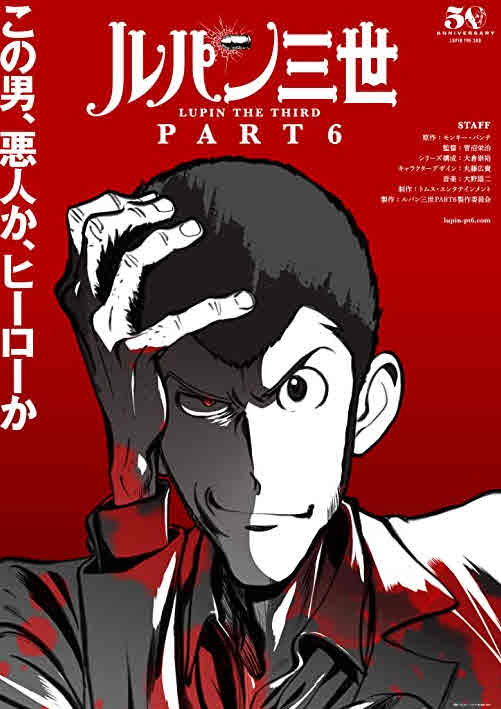 50
ANNIVERSARY
LUPIN THE 3RD
ルパン三世
LUPIN THE THIRD
PART 6
この男、悪人か、ヒーローか
STAFF
原作：モンキー・パンチ
監督：菅沼栄治
シリーズ構成：大倉崇裕
キャラクターデザイン：丸藤広貴
音楽：大野雄二
制作：トムス・エンタテインメント
製作：ルパン三世PART6製作委員会
lupin-pt6.com